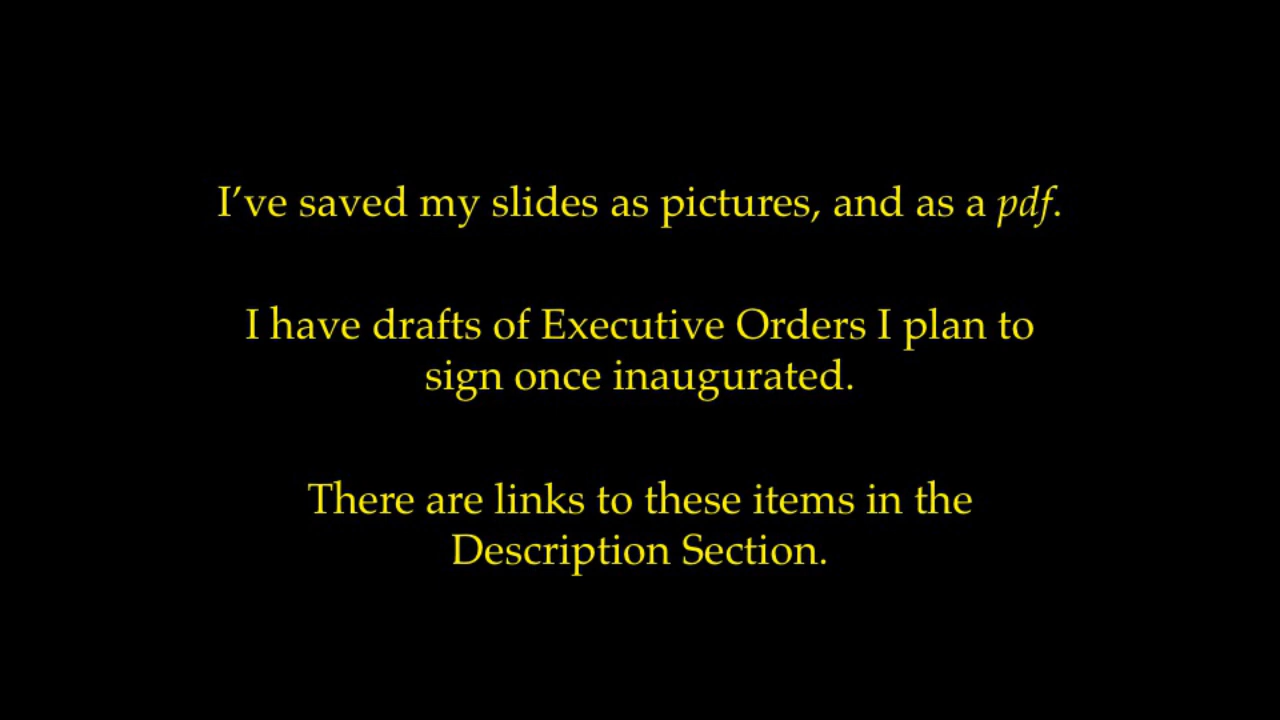 I’ve saved my slides as pictures, and as a pdf.
I have drafts of Executive Orders I plan to
sign once inaugurated.
There are links to these items in the
Description Section.